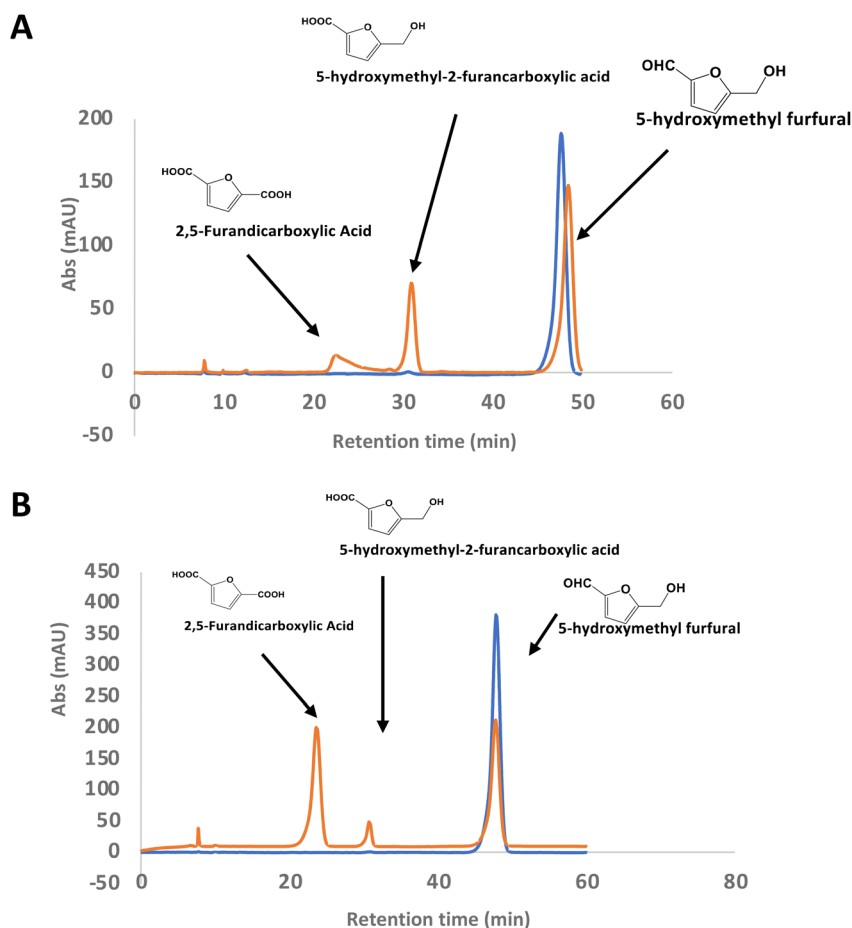 A
HOOC
O
OH
5-hydroxymethyl-2-furancarboxylic acid
OHC
O
OH
5-hydroxymethyl furfural
HOOC
O
COOH
2,5-Furandicarboxylic Acid
Abs (mAU)
200
150
100
50
0
-50
0
10
20
30
40
50
60
Retention time (min)
B
HOOC
O
OH
5-hydroxymethyl-2-furancarboxylic acid
HOOC
O
COOH
2,5-Furandicarboxylic Acid
OHC
O
OH
5-hydroxymethyl furfural
Abs (mAU)
450
400
350
300
250
200
150
100
50
0
50
0
20
40
60
80
Retention time (min)